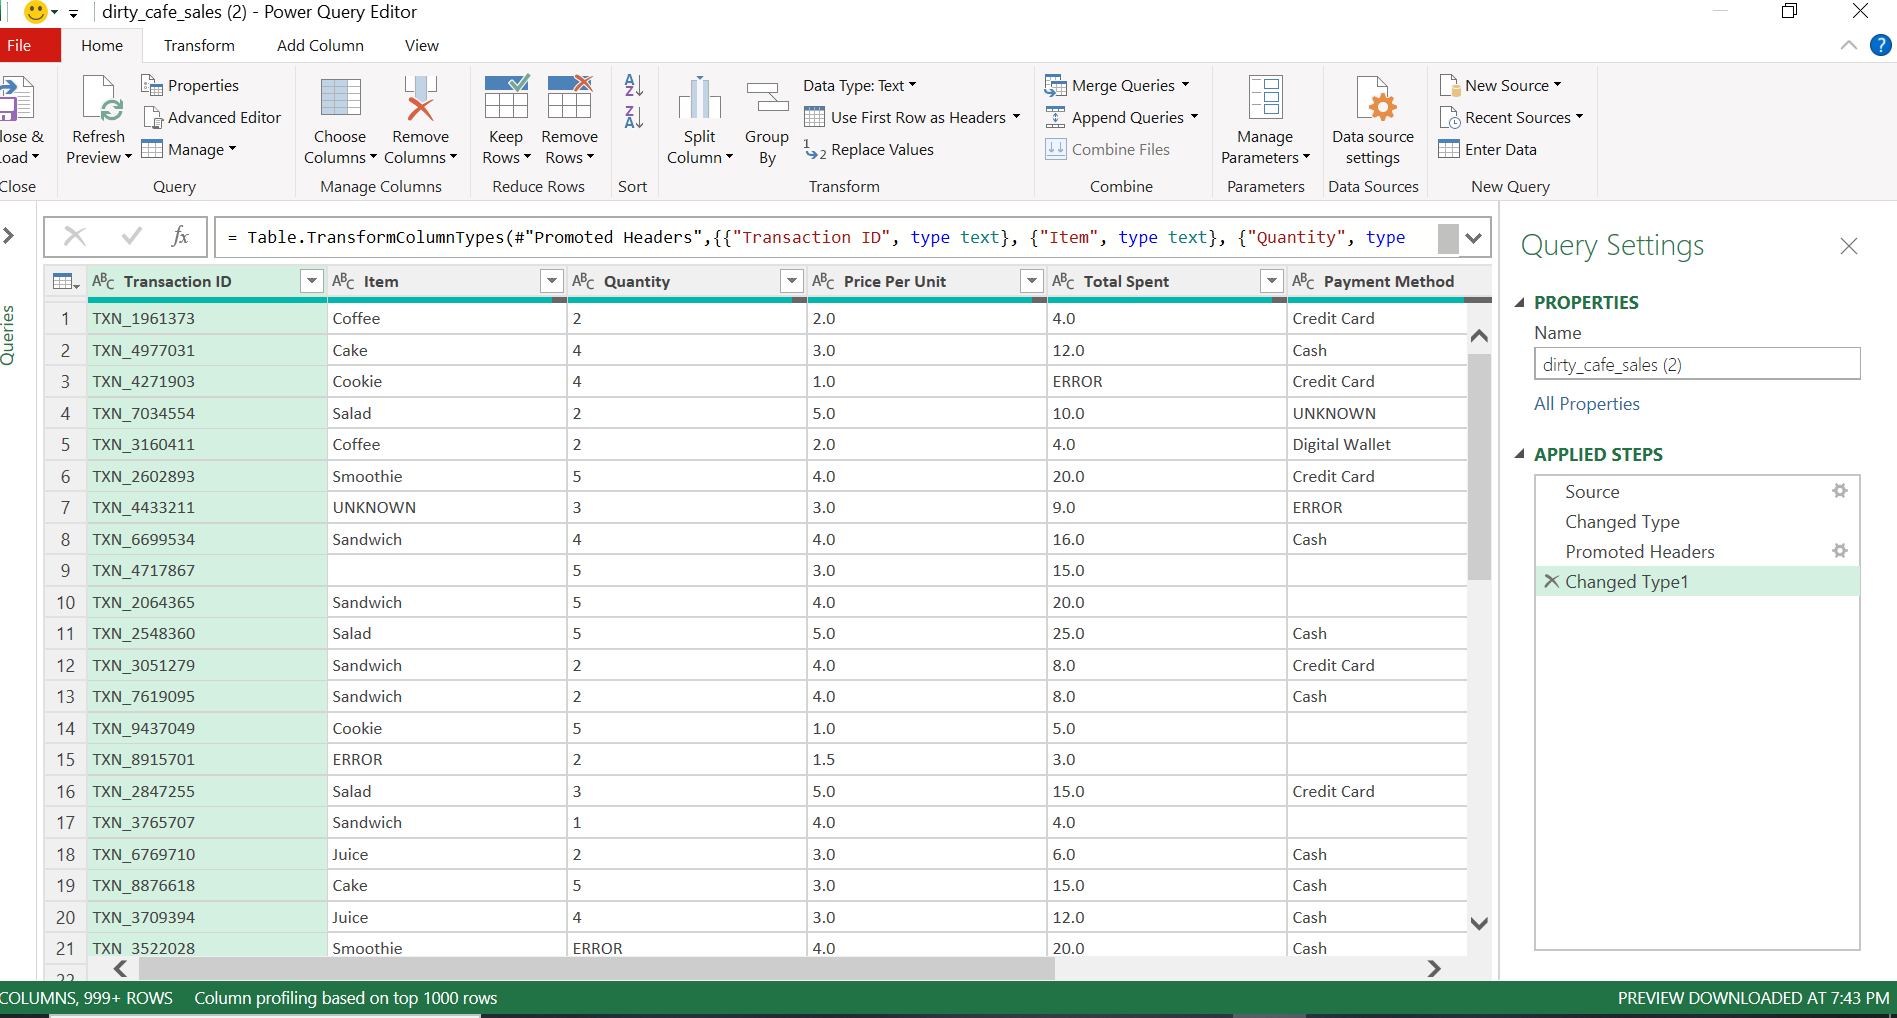 dirty_cafe_sales (2) - Power Query Editor
File Home Transform Add Column View
?
lose &
oad
Close
Refresh
Preview
Properties
Advanced Editor
Manage
Query
Choose
Columns
Remove
Columns
Manage Columns
Keep
Rows
Remove
Rows
Reduce Rows
A
Z
Z
A
Sort
Split
Column
Group
By
Data Type: Text
Use First Row as Headers
1
2 Replace Values
Transform
Merge Queries
Append Queries
Combine Files
Combine
Manage
Parameters
Parameters
Data source
settings
Data Sources
New Source
Recent Sources
Enter Data
New Query
Queries
fx = Table.TransformColumnTypes(#"Promoted Headers",{{"Transaction ID", type text}, {"Item", type text}, {"Quantity", type
ABC Transaction ID ABC Item ABC Quantity ABC Price Per Unit ABC Total Spent ABC Payment Method
1 TXN_1961373 Coffee 2 2.0 4.0 Credit Card
2 TXN_4977031 Cake 4 3.0 12.0 Cash
3 TXN_4271903 Cookie 4 1.0 ERROR Credit Card
4 TXN_7034554 Salad 2 5.0 10.0 UNKNOWN
5 TXN_3160411 Coffee 2 2.0 4.0 Digital Wallet
6 TXN_2602893 Smoothie 5 4.0 20.0 Credit Card
7 TXN_4433211 UNKNOWN 3 3.0 9.0 ERROR
8 TXN_6699534 Sandwich 4 4.0 16.0 Cash
9 TXN_4717867 5 3.0 15.0
10 TXN_2064365 Sandwich 5 4.0 20.0
11 TXN_2548360 Salad 5 5.0 25.0 Cash
12 TXN_3051279 Sandwich 2 4.0 8.0 Credit Card
13 TXN_7619095 Sandwich 2 4.0 8.0 Cash
14 TXN_9437049 Cookie 5 1.0 5.0
15 TXN_8915701 ERROR 2 1.5 3.0
16 TXN_2847255 Salad 3 5.0 15.0 Credit Card
17 TXN_3765707 Sandwich 1 4.0 4.0
18 TXN_6769710 Juice 2 3.0 6.0 Cash
19 TXN_8876618 Cake 5 3.0 15.0 Cash
20 TXN_3709394 Juice 4 3.0 12.0 Cash
21 TXN_3522028 Smoothie ERROR 4.0 20.0 Cash
22
Query Settings
PROPERTIES
Name
dirty_cafe_sales (2)
All Properties
APPLIED STEPS
Source
Changed Type
Promoted Headers
Changed Type1
COLUMNS, 999+ ROWS Column profiling based on top 1000 rows PREVIEW DOWNLOADED AT 7:43 PM